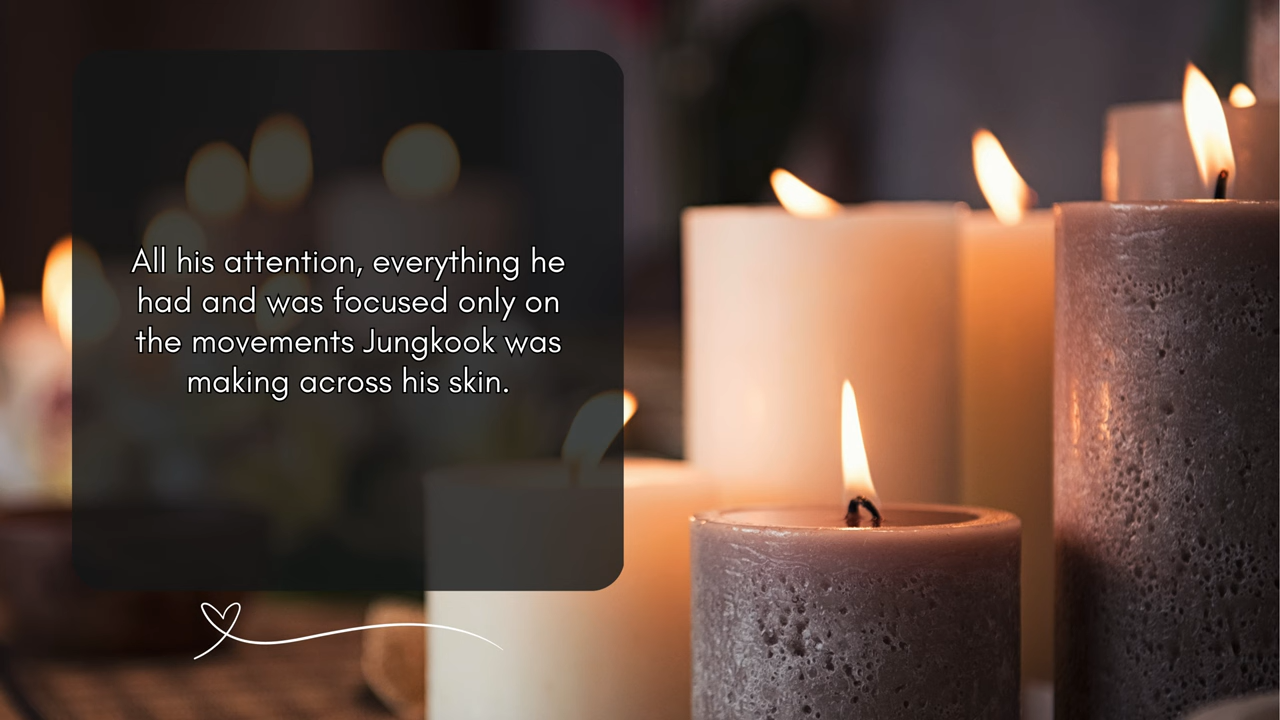 All his attention, everything he
had and was focused only on
the movements Jungkook was
making across his skin.